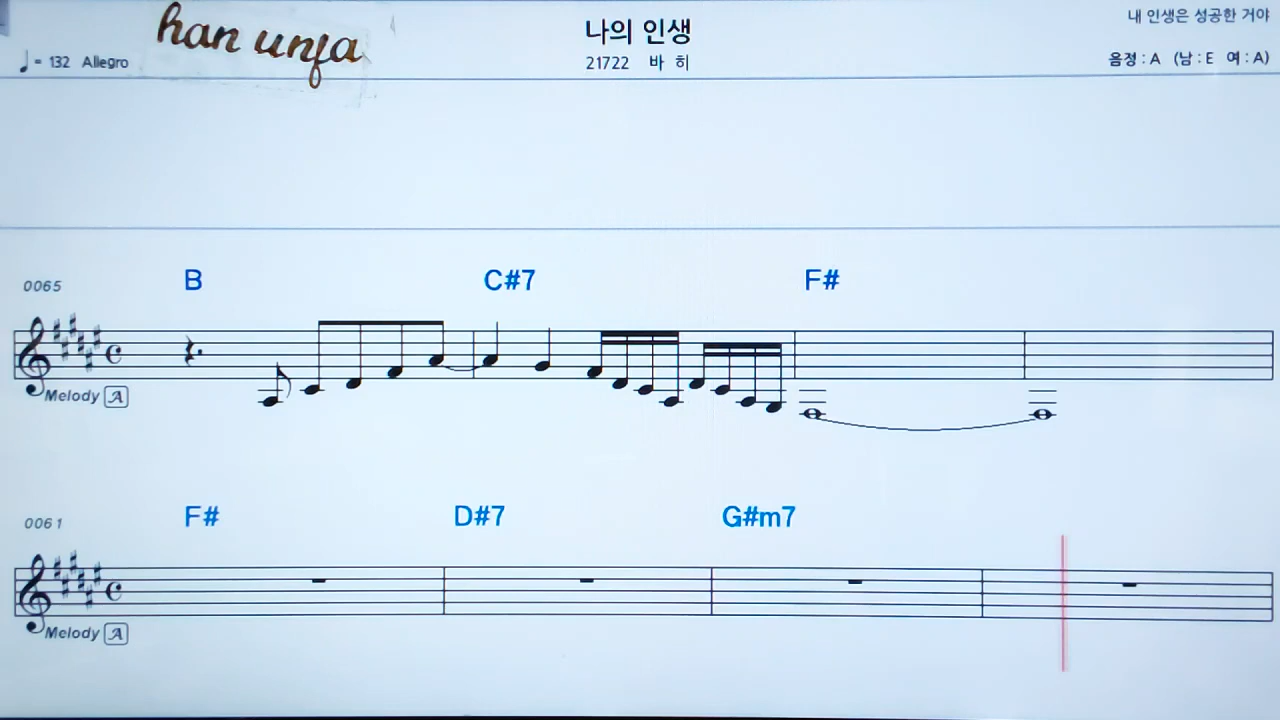 han unfa
나의 인생
내 인생은 성공한 거야
♩= 132 Allegro
21722 바 히
음정 : A (남 : E 여 : A)
0065
B C#7 F#
Melody A
0061
F# D#7 G#m7
Melody A